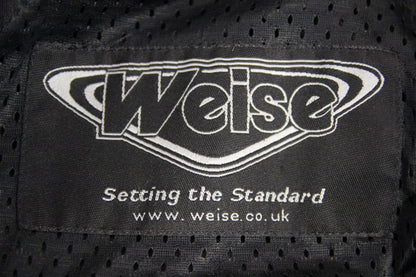 Weise
Setting the Standard
www.weise.co.uk